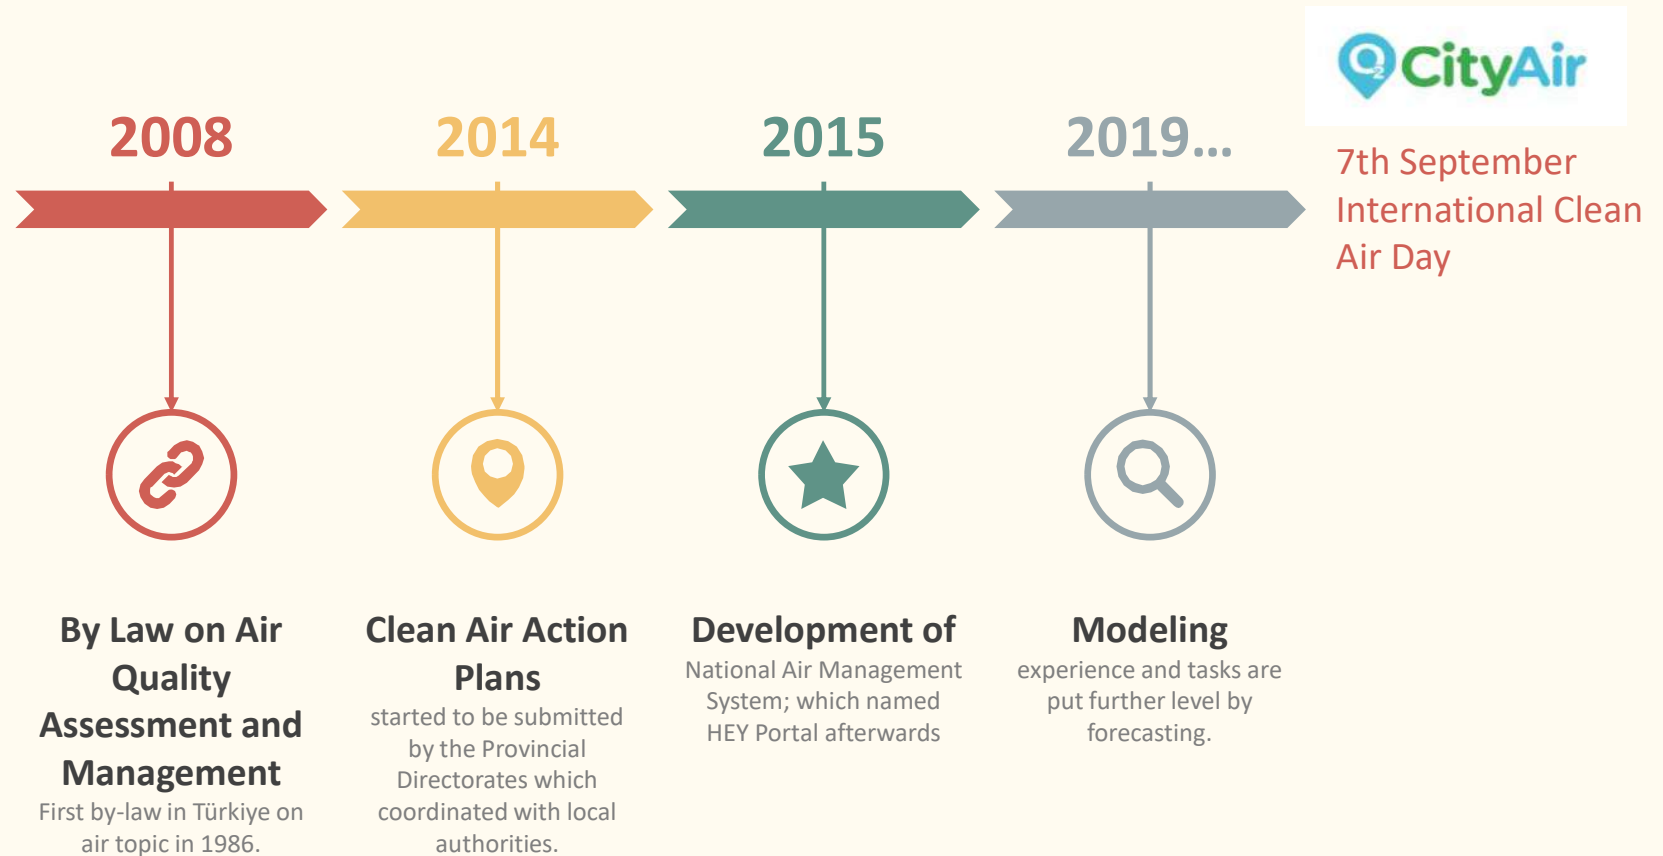 CityAir
2008
2014
2015
2019...
7th September
International Clean
Air Day
By Law on Air
Quality
Assessment and
Management
First by-law in Türkiye on
air topic in 1986.
Clean Air Action
Plans
started to be submitted
by the Provincial
Directorates which
coordinated with local
authorities.
Development of
National Air Management
System; which named
HEY Portal afterwards
Modeling
experience and tasks are
put further level by
forecasting.